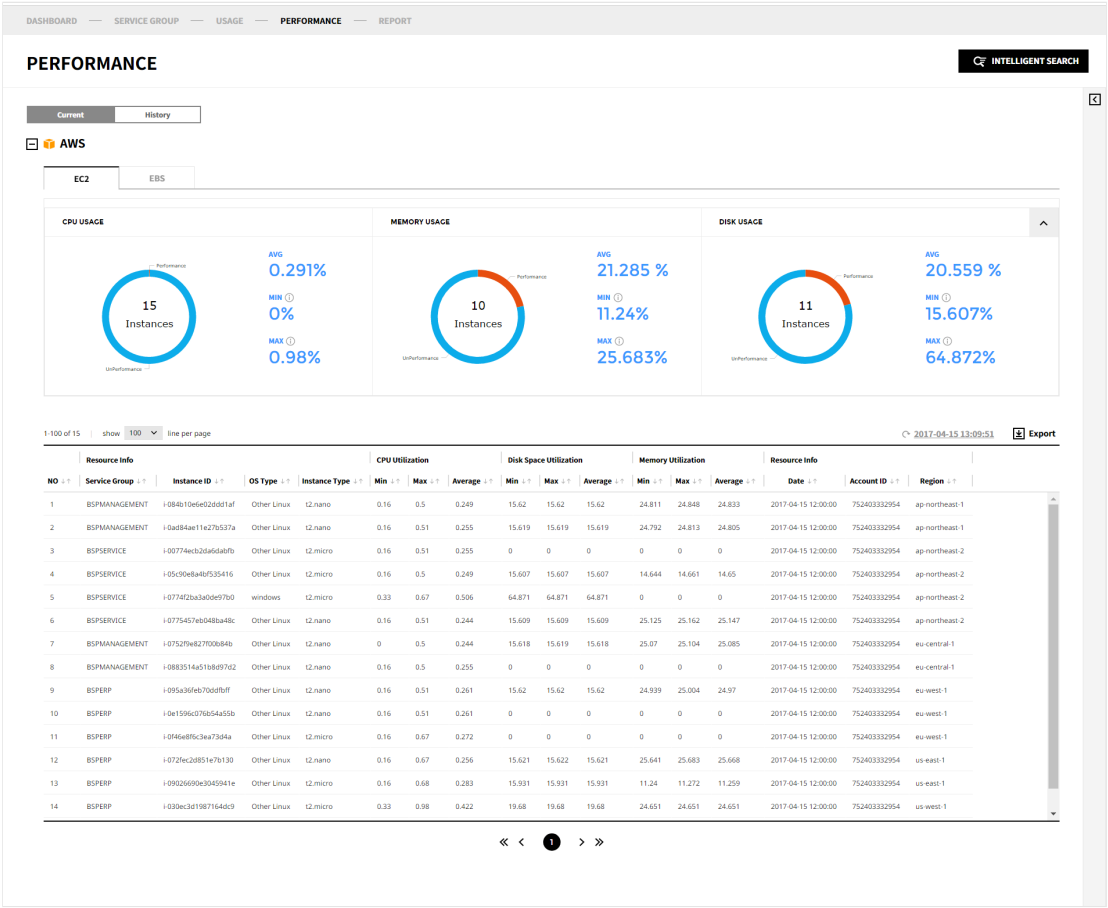 DASHBOARD — SERVICE GROUP — USAGE — PERFORMANCE — REPORT
PERFORMANCE
INTELLIGENT SEARCH
Current History
AWS
EC2 EBS
CPU USAGE MEMORY USAGE DISK USAGE
Performance
15
Instances
UnPerformance
AVG
0.291%
MIN
0%
MAX
0.98%
Performance
10
Instances
UnPerformance
AVG
21.285 %
MIN
11.24%
MAX
25.683%
Performance
11
Instances
UnPerformance
AVG
20.559 %
MIN
15.607%
MAX
64.872%
1-100 of 15 show 100 line per page 2017-04-15 13:09:51 Export
Resource Info CPU Utilization Disk Space Utilization Memory Utilization Resource Info
NO Service Group Instance ID OS Type Instance Type Min Max Average Min Max Average Min Max Average Date Account ID Region
1 BSPMANAGEMENT i-084b10e6e02ddd1af Other Linux t2.nano 0.16 0.5 0.249 15.62 15.62 15.62 24.811 24.848 24.833 2017-04-15 12:00:00 752403332954 ap-northeast-1
2 BSPMANAGEMENT i-0ad84ae11e27b537a Other Linux t2.nano 0.16 0.51 0.255 15.619 15.619 15.619 24.792 24.813 24.805 2017-04-15 12:00:00 752403332954 ap-northeast-1
3 BSPSERVICE i-00774ecb2da6dabfb Other Linux t2.micro 0.16 0.51 0.255 0 0 0 0 0 0 2017-04-15 12:00:00 752403332954 ap-northeast-2
4 BSPSERVICE i-05c90e8a4bf535416 Other Linux t2.micro 0.16 0.5 0.249 15.607 15.607 15.607 14.644 14.661 14.65 2017-04-15 12:00:00 752403332954 ap-northeast-2
5 BSPSERVICE i-0774f2ba3a0de97b0 windows t2.micro 0.33 0.67 0.506 64.871 64.871 64.871 0 0 0 2017-04-15 12:00:00 752403332954 ap-northeast-2
6 BSPSERVICE i-0775457eb048ba48c Other Linux t2.nano 0.16 0.51 0.244 15.609 15.609 15.609 25.125 25.162 25.147 2017-04-15 12:00:00 752403332954 ap-northeast-2
7 BSPMANAGEMENT i-0752f9e827f00b84b Other Linux t2.nano 0 0.5 0.244 15.618 15.619 15.618 25.07 25.104 25.085 2017-04-15 12:00:00 752403332954 eu-central-1
8 BSPMANAGEMENT i-0883514a51b8d97d2 Other Linux t2.nano 0.16 0.5 0.255 0 0 0 0 0 0 2017-04-15 12:00:00 752403332954 eu-central-1
9 BSPERP i-095a36feb70ddfbff Other Linux t2.nano 0.16 0.51 0.261 15.62 15.62 15.62 24.939 25.004 24.97 2017-04-15 12:00:00 752403332954 eu-west-1
10 BSPERP i-0e1596c076b54a55b Other Linux t2.nano 0.16 0.51 0.261 0 0 0 0 0 0 2017-04-15 12:00:00 752403332954 eu-west-1
11 BSPERP i-0f46e8f6c3ea73d4a Other Linux t2.micro 0.16 0.67 0.272 0 0 0 0 0 0 2017-04-15 12:00:00 752403332954 eu-west-1
12 BSPERP i-072fec2d851e7b130 Other Linux t2.nano 0.16 0.67 0.256 15.621 15.622 15.621 25.641 25.683 25.668 2017-04-15 12:00:00 752403332954 us-east-1
13 BSPERP i-09026690e3045941e Other Linux t2.micro 0.16 0.68 0.283 15.931 15.931 15.931 11.24 11.272 11.259 2017-04-15 12:00:00 752403332954 us-east-1
14 BSPERP i-030ec3d1987164dc9 Other Linux t2.micro 0.33 0.98 0.422 19.68 19.68 19.68 24.651 24.651 24.651 2017-04-15 12:00:00 752403332954 us-west-1
1